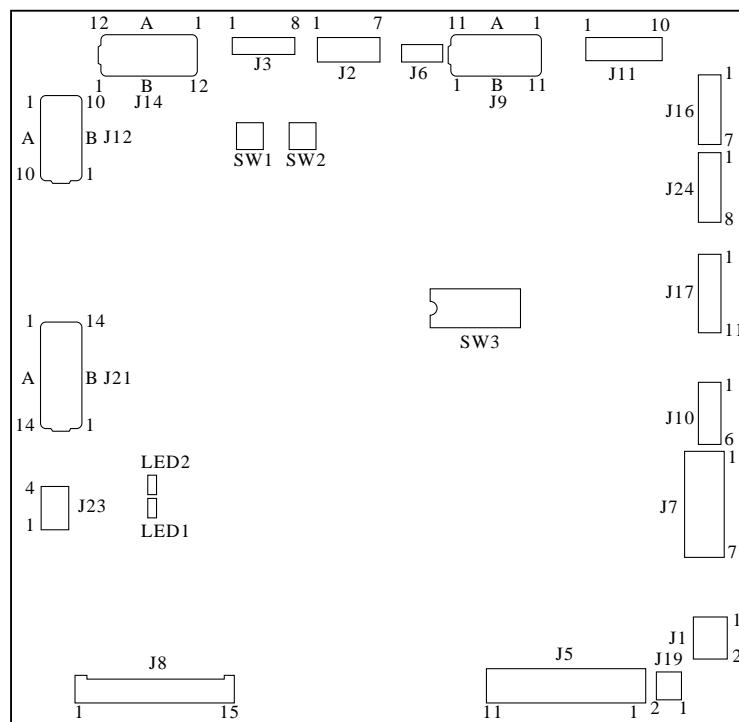 12 A 1 1 8 1 7 11 A 1 1 10
J3 J2 J6 J11
1 B 12 1 B 11
J14 J9
1 10
A B J12
10 1
SW1 SW2
1
J16
7
1
J24
8
1
J17
11
SW3
1 14
A B J21
14 1
1
J10
6
LED2
4
J23
1
LED1
1
J7
7
1
J1
2
J8 J5 J19
1 15 11 1 2 1